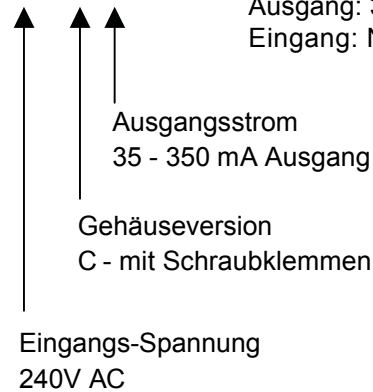 Ausgang:
Eingang:
Ausgangsstrom
35 - 350 mA Ausgang
Gehäuseversion
C - mit Schraubklemmen
Eingangs-Spannung
240V AC